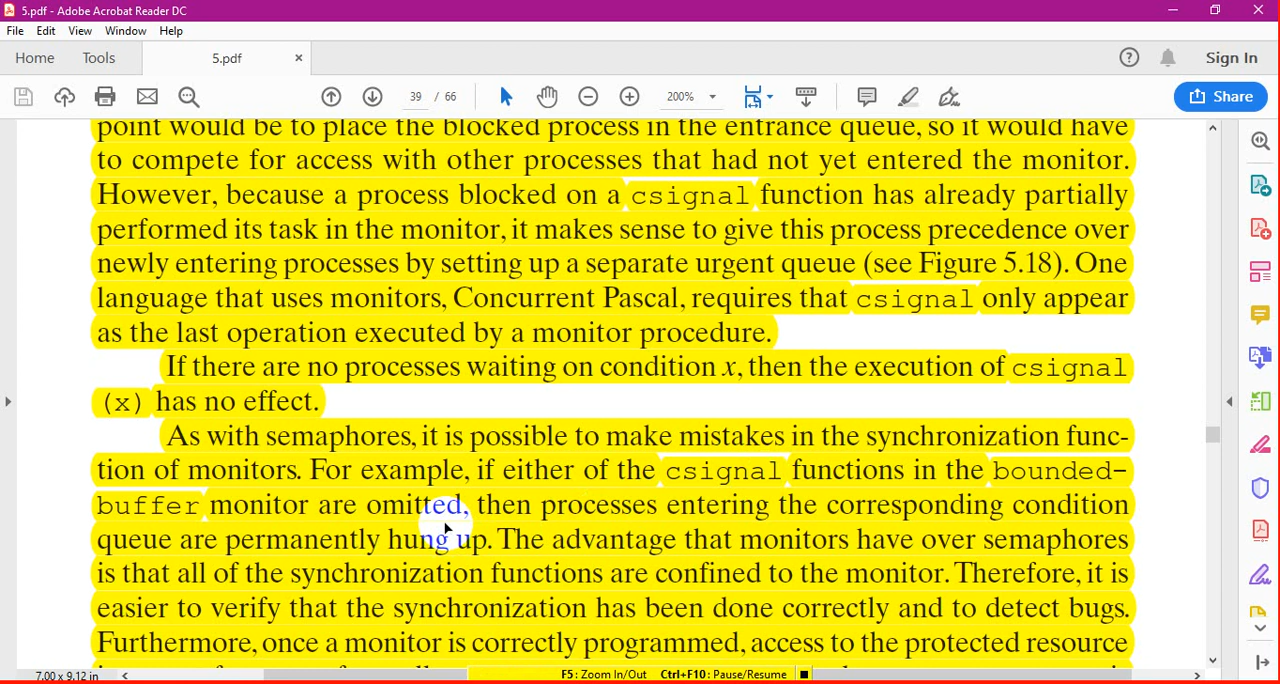 5.pdf - Adobe Acrobat Reader DC
File Edit View Window Help
Home Tools 5.pdf × Sign In
39 / 66 200% Share
point would be to place the blocked process in the entrance queue, so it would have
to compete for access with other processes that had not yet entered the monitor.
However, because a process blocked on a csignal function has already partially
performed its task in the monitor, it makes sense to give this process precedence over
newly entering processes by setting up a separate urgent queue (see Figure 5.18). One
language that uses monitors, Concurrent Pascal, requires that csignal only appear
as the last operation executed by a monitor procedure.
If there are no processes waiting on condition x, then the execution of csignal
(x) has no effect.
As with semaphores, it is possible to make mistakes in the synchronization func-
tion of monitors. For example, if either of the csignal functions in the bounded-
buffer monitor are omitted, then processes entering the corresponding condition
queue are permanently hung up. The advantage that monitors have over semaphores
is that all of the synchronization functions are confined to the monitor. Therefore, it is
easier to verify that the synchronization has been done correctly and to detect bugs.
Furthermore, once a monitor is correctly programmed, access to the protected resource
7.00 x 9.12 in F5: Zoom In/Out Ctrl+F10: Pause/Resume